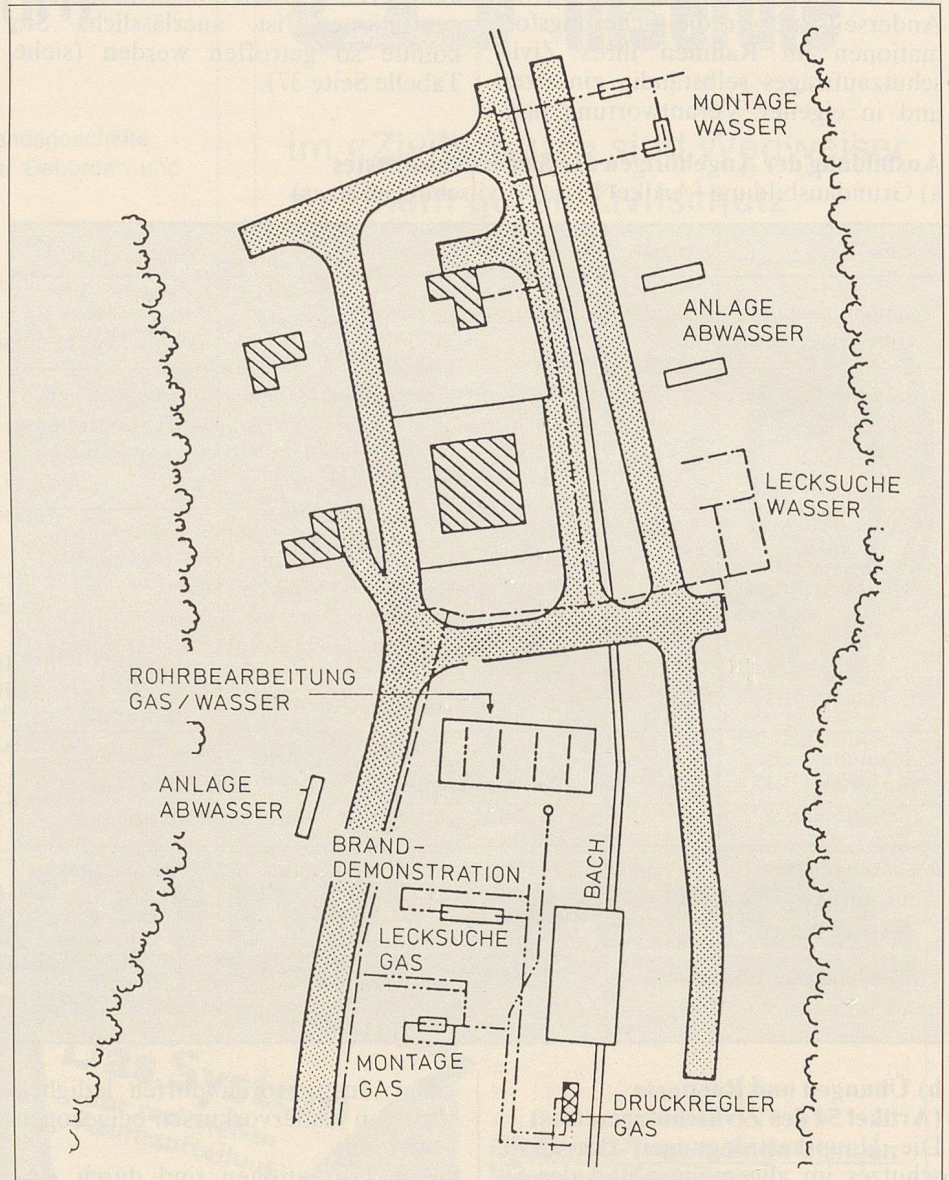 MONTAGE
WASSER
ANLAGE
ABWASSER
LECKSUCHE
WASSER
ROHRBEARBEITUNG
GAS/WASSER
ANLAGE
ABWASSER
BRAND-
DEMONSTRATION
BACH
LECKSUCHE
GAS
MONTAGE
GAS
DRUCKREGLER
GAS